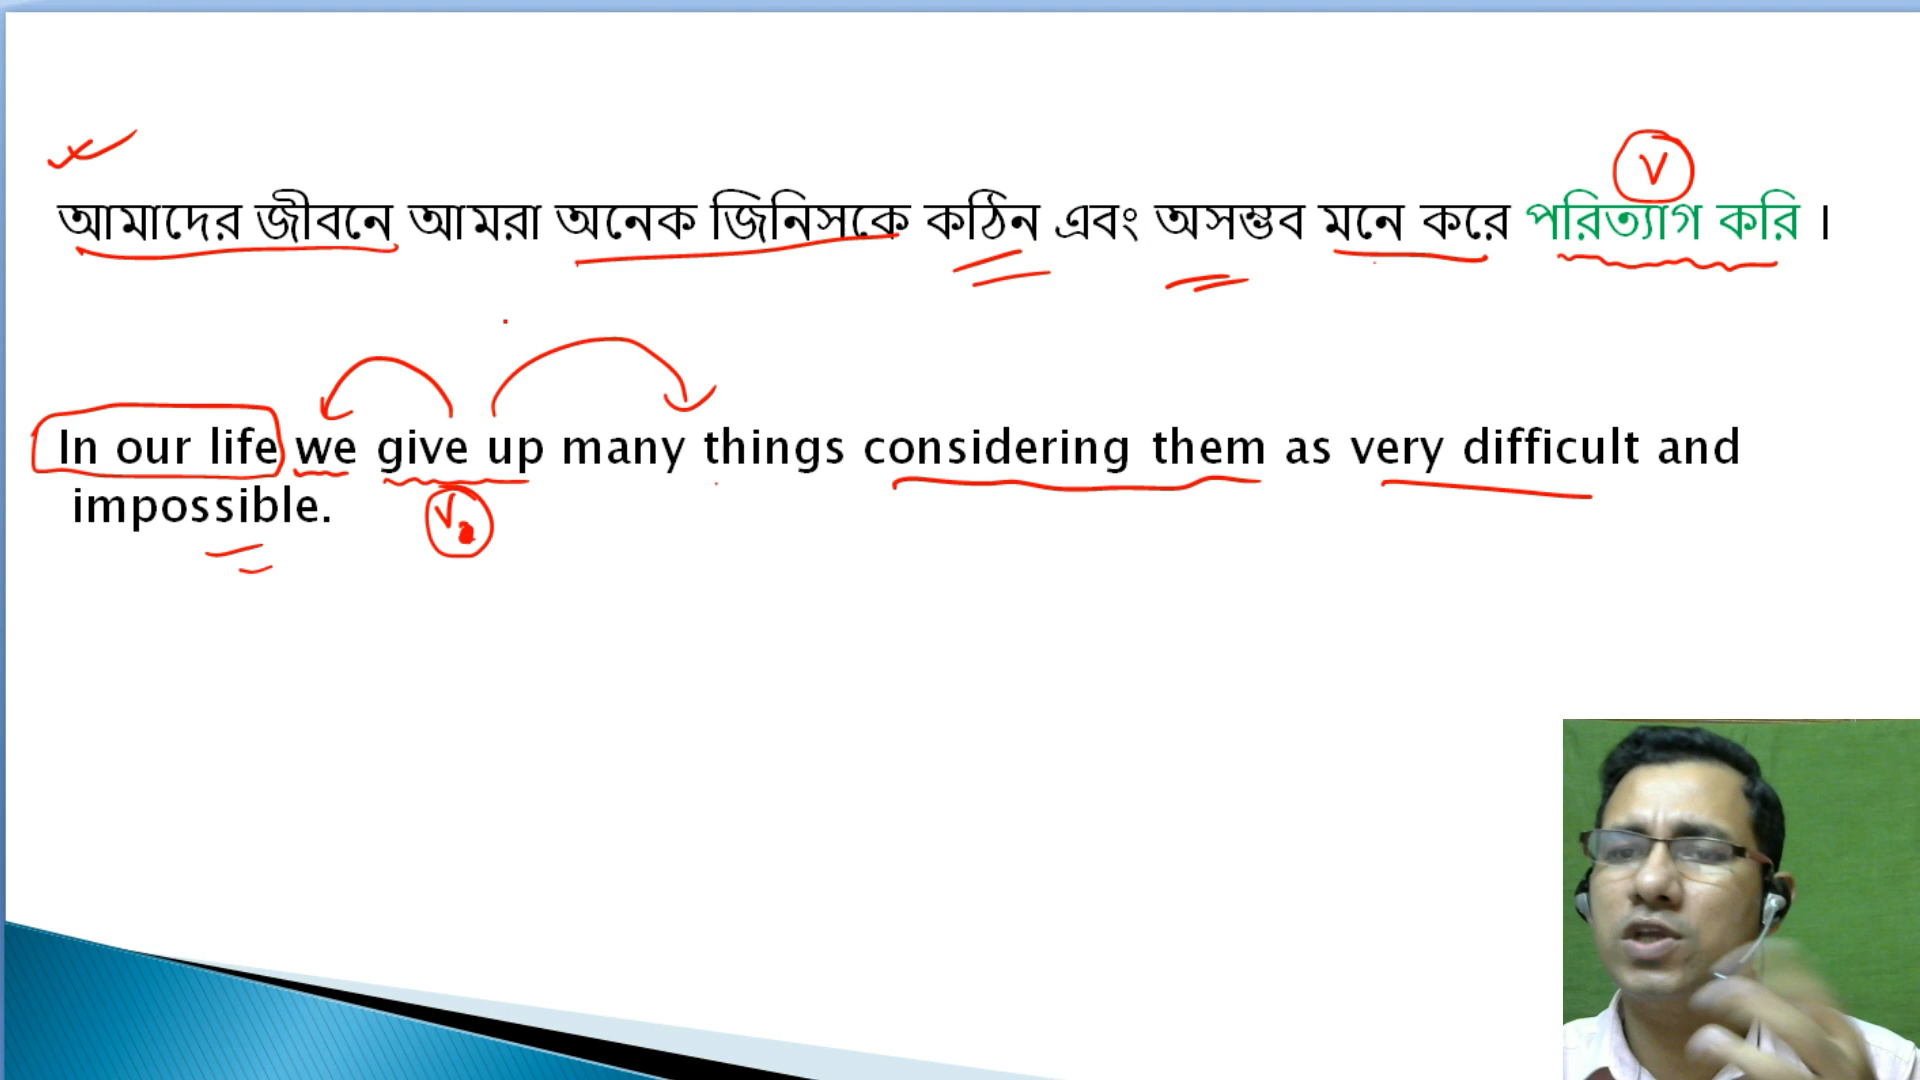 V
আমাদের জীবনে আমরা অনেক জিনিসকে কঠিন এবং অসম্ভব মনে করে পরিত্যাগ করি ।
In our life we give up many things considering them as very difficult and
impossible.
V